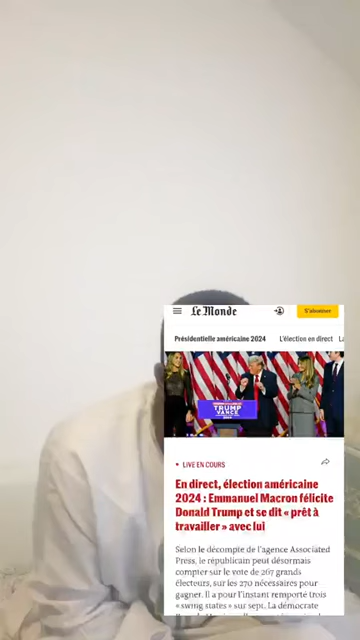 Le Monde
S'abonner
Présidentielle américaine 2024 L'élection en direct
TRUMP
VANCE
LIVE EN COURS
En direct, élection américaine
2024 : Emmanuel Macron félicite
Donald Trump et se dit « prêt à
travailler » avec lui
Selon le décompte de l'agence Associated
Press, le républicain peut désormais
compter sur le vote de 267 grands
électeurs, sur les 270 nécessaires pour
gagner. Il a pour l'instant remporté trois
« swing states » sur sept. La démocrate